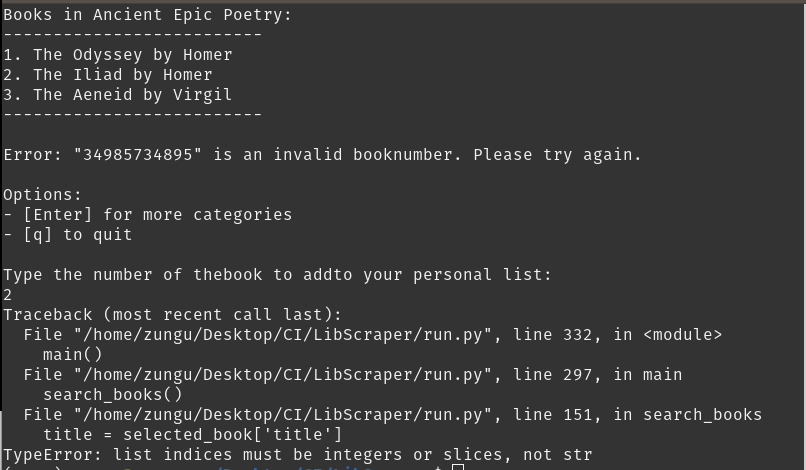 Books in Ancient Epic Poetry:
--------------------------
1. The Odyssey by Homer
2. The Iliad by Homer
3. The Aeneid by Virgil
--------------------------
Error: "34985734895" is an invalid booknumber. Please try again.
Options:
- [Enter] for more categories
- [q] to quit
Type the number of thebook to addto your personal list:
2
Traceback (most recent call last):
  File "/home/zungu/Desktop/CI/LibScraper/run.py", line 332, in <module>
    main()
  File "/home/zungu/Desktop/CI/LibScraper/run.py", line 297, in main
    search_books()
  File "/home/zungu/Desktop/CI/LibScraper/run.py", line 151, in search_books
    title = selected_book['title']
TypeError: list indices must be integers or slices, not str